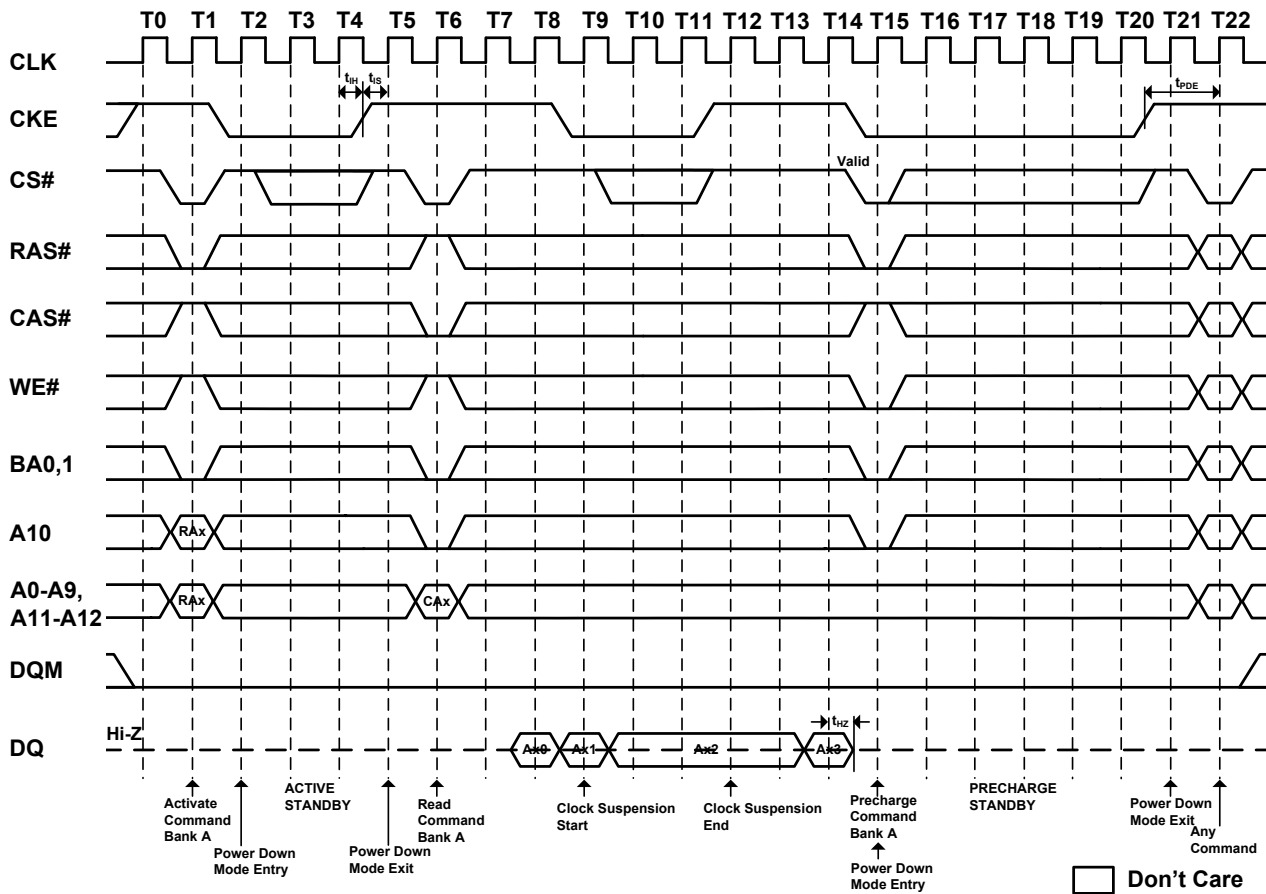 T0 T1 T2 T3 T4 T5 T6 T7 T8 T9 T10 T11 T12 T13 T14 T15 T16 T17 T18 T19 T20 T21 T22
CLK
tIH tIS
tPDE
CKE
Valid
CS#
RAS#
CAS#
WE#
BA0,1
A10
RAx
A0-A9,
A11-A12
RAx
CAx
DQM
Hi-Z
DQ
Ax0 Ax1 Ax2 Ax3
tHZ
Activate
Command
Bank A
Power Down
Mode Entry
ACTIVE
STANDBY
Power Down
Mode Exit
Read
Command
Bank A
Clock Suspension
Start
Clock Suspension
End
Precharge
Command
Bank A
Power Down
Mode Entry
PRECHARGE
STANDBY
Power Down
Mode Exit
Any
Command
Don't Care